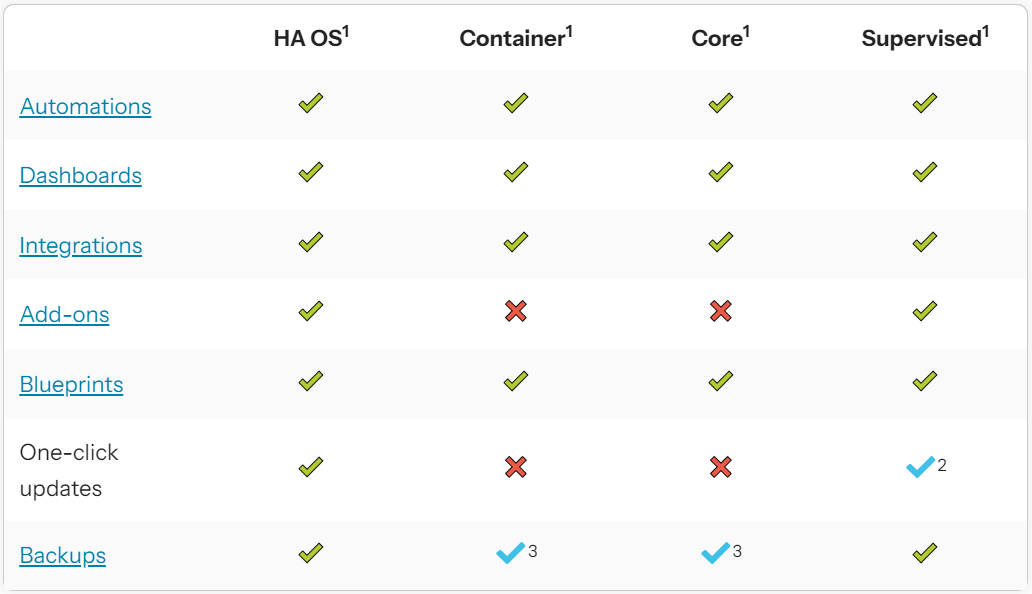 HA OS¹ Container¹ Core¹ Supervised¹
Automations
Dashboards
Integrations
Add-ons
Blueprints
One-click
updates 2
Backups 3 3